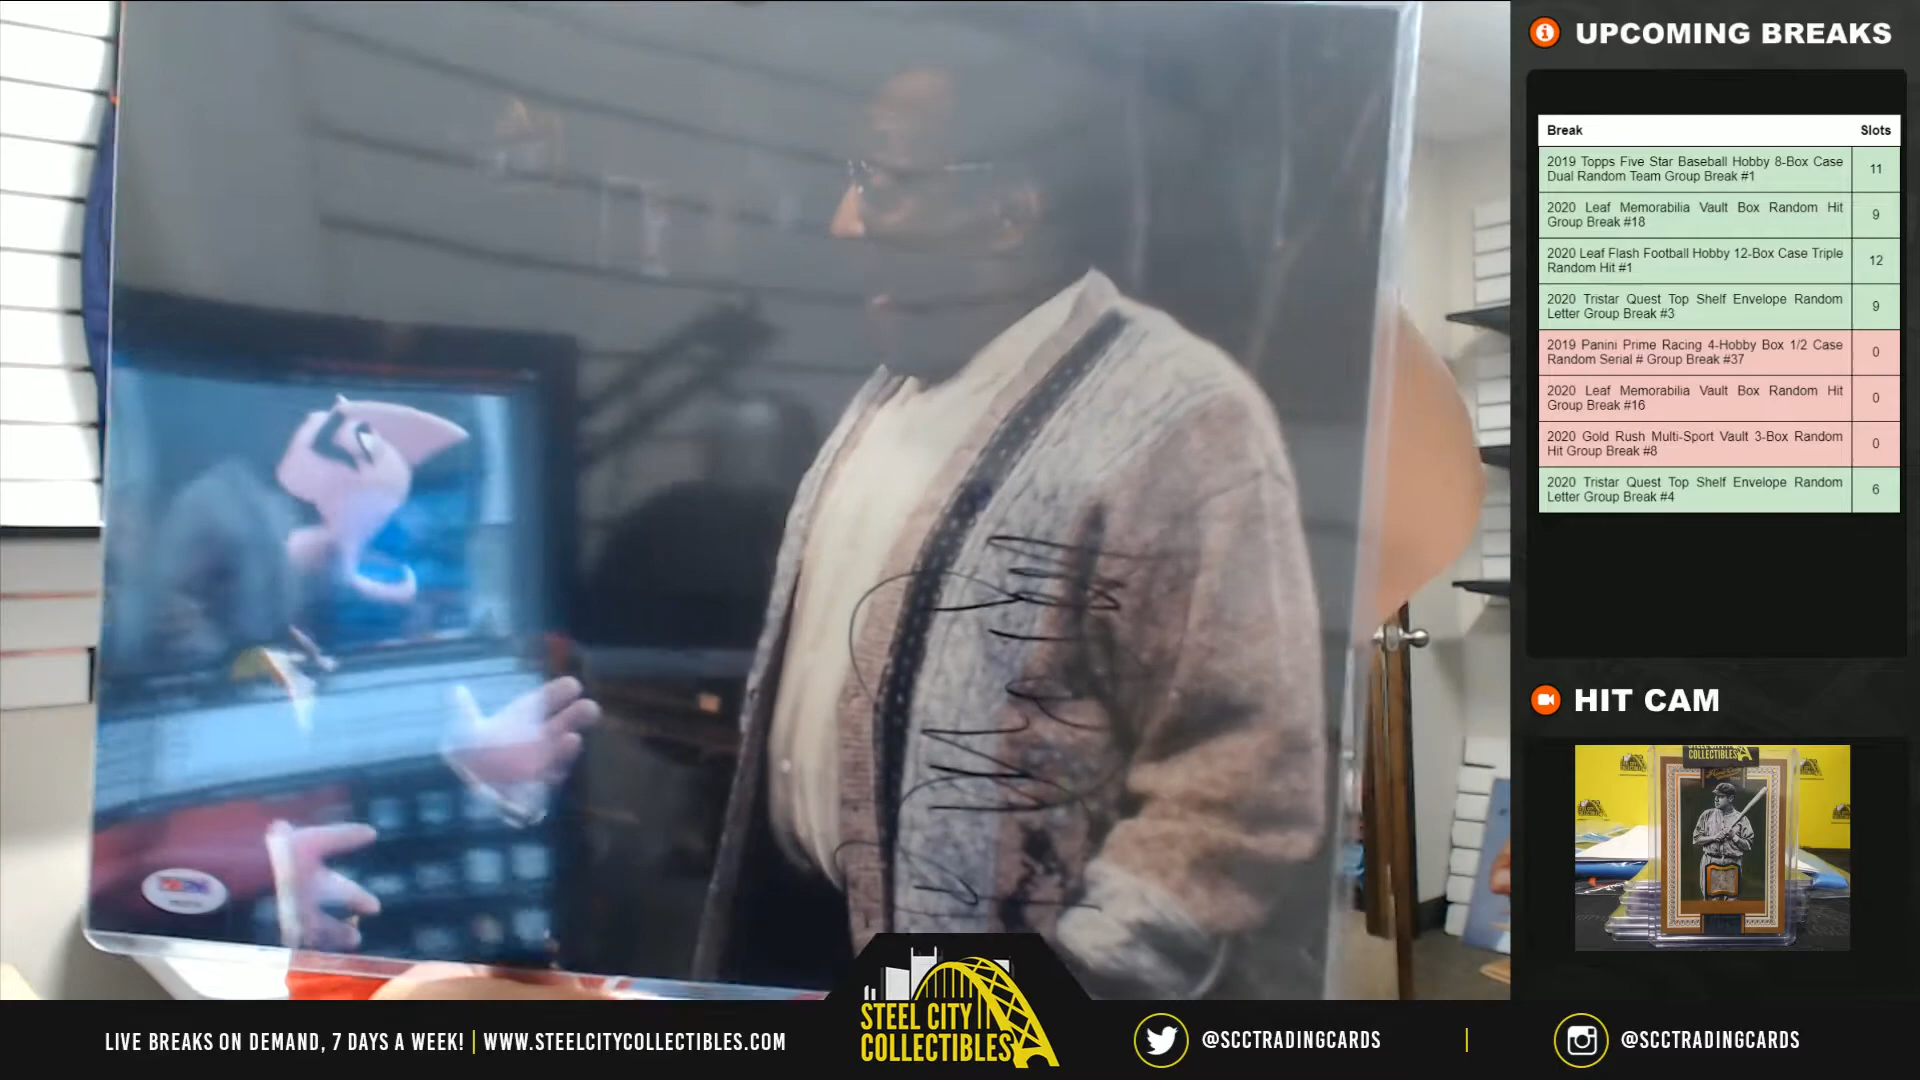 UPCOMING BREAKS
Break Slots
2019 Topps Five Star Baseball Hobby 8-Box Case
Dual Random Team Group Break #1
11
2020 Leaf Memorabilia Vault Box Random Hit
Group Break #18
9
2020 Leaf Flash Football Hobby 12-Box Case Triple
Random Hit #1
12
2020 Tristar Quest Top Shelf Envelope Random
Letter Group Break #3
9
2019 Panini Prime Racing 4-Hobby Box 1/2 Case
Random Serial # Group Break #37
0
2020 Leaf Memorabilia Vault Box Random Hit
Group Break #16
0
2020 Gold Rush Multi-Sport Vault 3-Box Random
Hit Group Break #8
0
2020 Tristar Quest Top Shelf Envelope Random
Letter Group Break #4
6
HIT CAM
COLLECTIBLES
LIVE BREAKS ON DEMAND, 7 DAYS A WEEK! | WWW.STEELCITYCOLLECTIBLES.COM
STEEL CITY
COLLECTIBLES
@SCCTRADINGCARDS
@SCCTRADINGCARDS